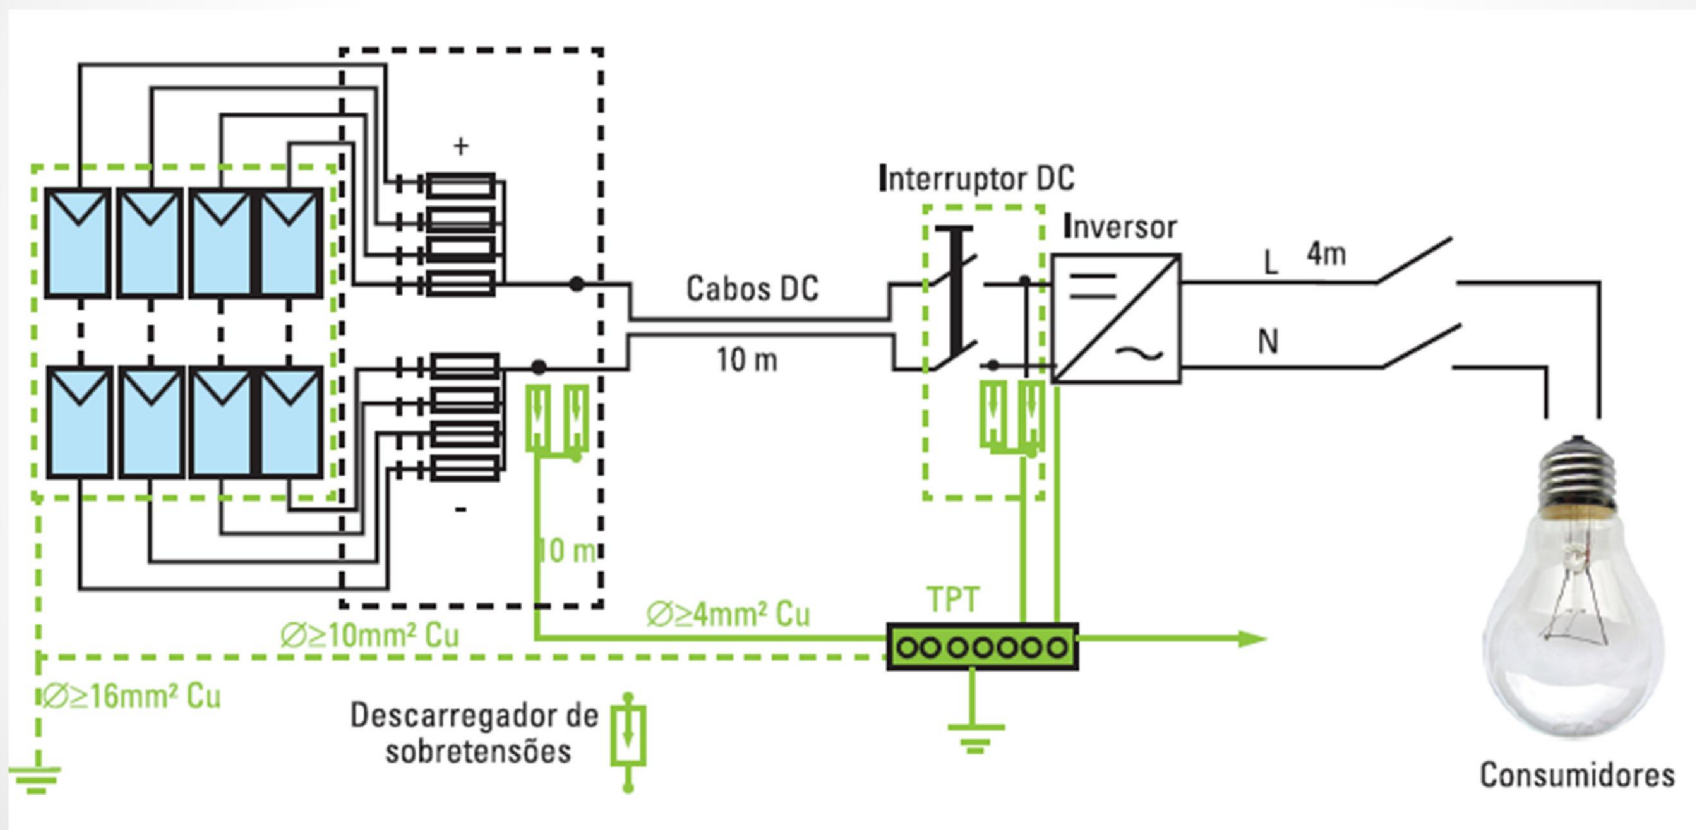 +
Interruptor DC
Inversor
L 4m
Cabos DC
10 m
N
-
10 m
TPT
∅≥4mm² Cu
∅≥10mm² Cu
∅≥16mm² Cu
Descarregador de
sobretensões
Consumidores